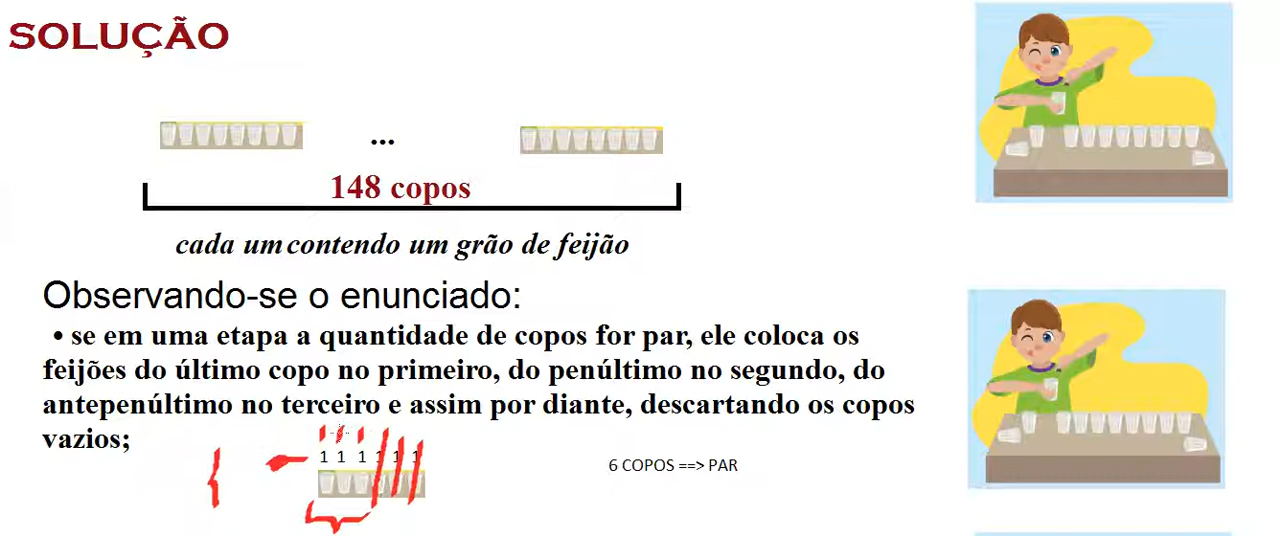 SOLUÇÃO
...
148 copos
cada um contendo um grão de feijão
Observando-se o enunciado:
• se em uma etapa a quantidade de copos for par, ele coloca os
feijões do último copo no primeiro, do penúltimo no segundo, do
antepenúltimo no terceiro e assim por diante, descartando os copos
vazios;
1 1 1 1 1 1
6 COPOS ==> PAR